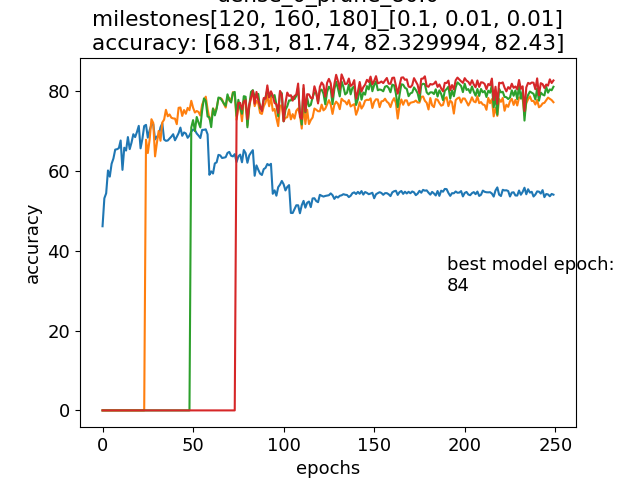 milestones[120, 160, 180]_[0.1, 0.01, 0.01]
accuracy: [68.31, 81.74, 82.329994, 82.43]
80
60
40
20
0
accuracy
best model epoch:
84
0 50 100 150 200 250
epochs